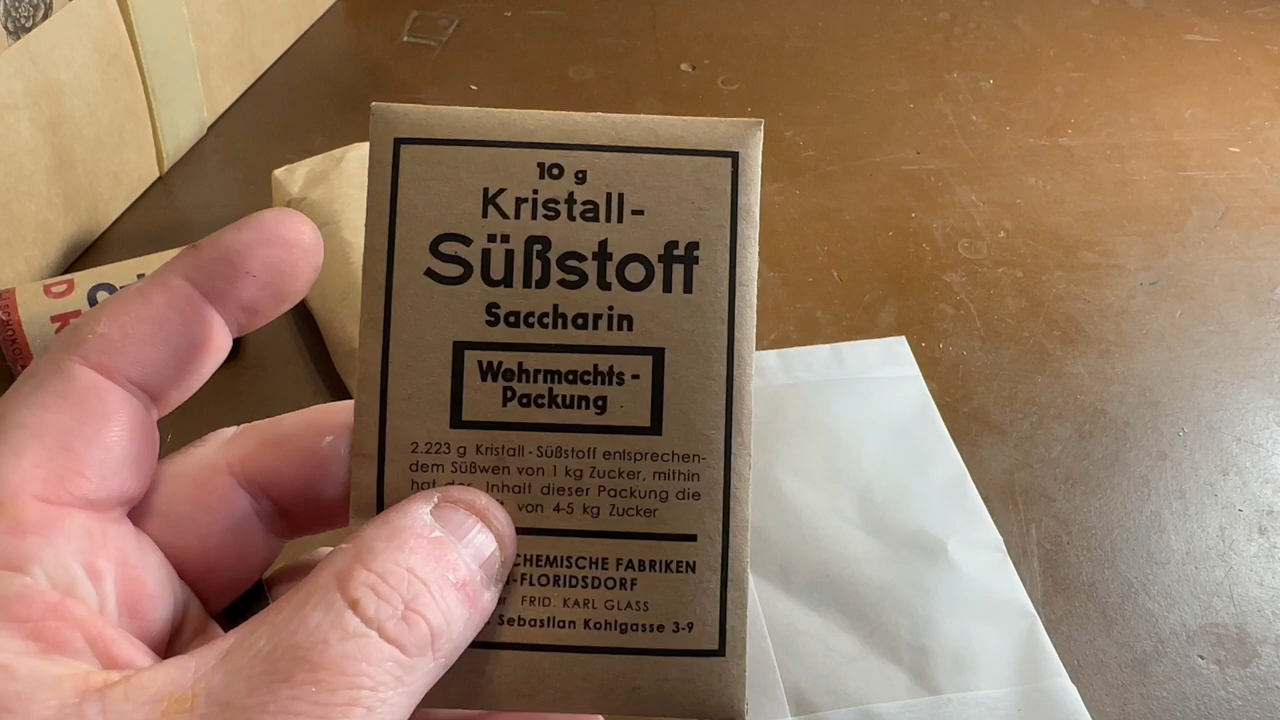 10 g
Kristall-
Süßstoff
Saccharin
Wehrmachts-
Packung
2.223 g Kristall-Süßstoff entsprechen-
dem Süßwen von 1 kg Zucker, mithin
hat Inhalt dieser Packung die
von 4-5 kg Zucker
CHEMISCHE FABRIKEN
-FLORIDSDORF
FRID. KARL GLASS
Sebastian Kohlgasse 3-9